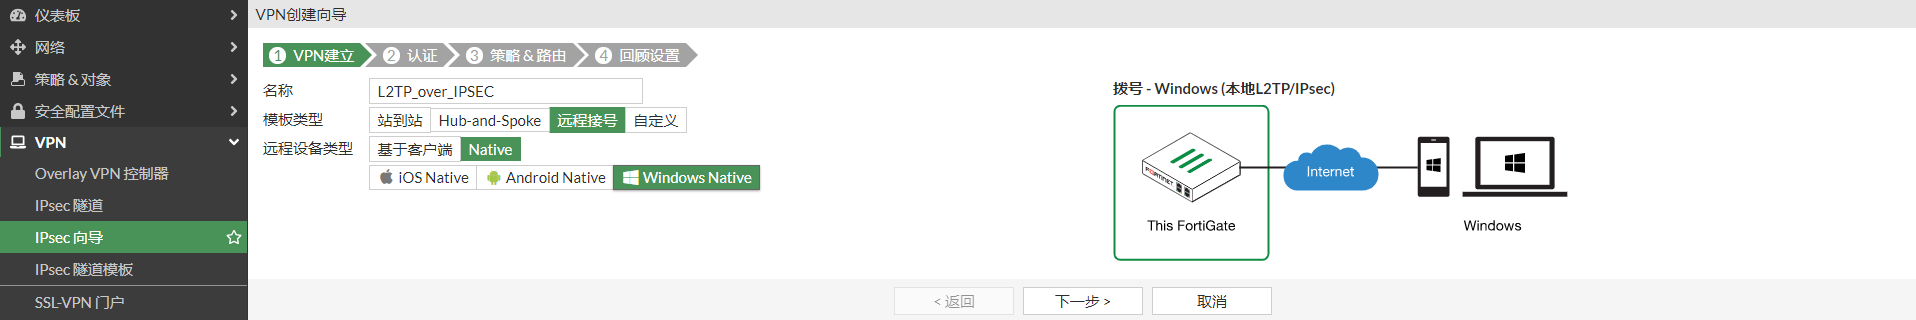 仪表板
网络
策略 & 对象
安全配置文件
VPN
Overlay VPN 控制器
IPsec 隧道
IPsec 向导
IPsec 隧道模板
SSL-VPN 门户
VPN创建向导
1 VPN建立 2 认证 3 策略 & 路由 4 回顾设置
名称 L2TP_over_IPSEC
模板类型 站到站 Hub-and-Spoke 远程接号 自定义
远程设备类型 基于客户端 Native
iOS Native Android Native Windows Native
拨号 - Windows (本地L2TP/IPsec)
FORTINET
Internet
This FortiGate
Windows
< 返回 下一步 > 取消